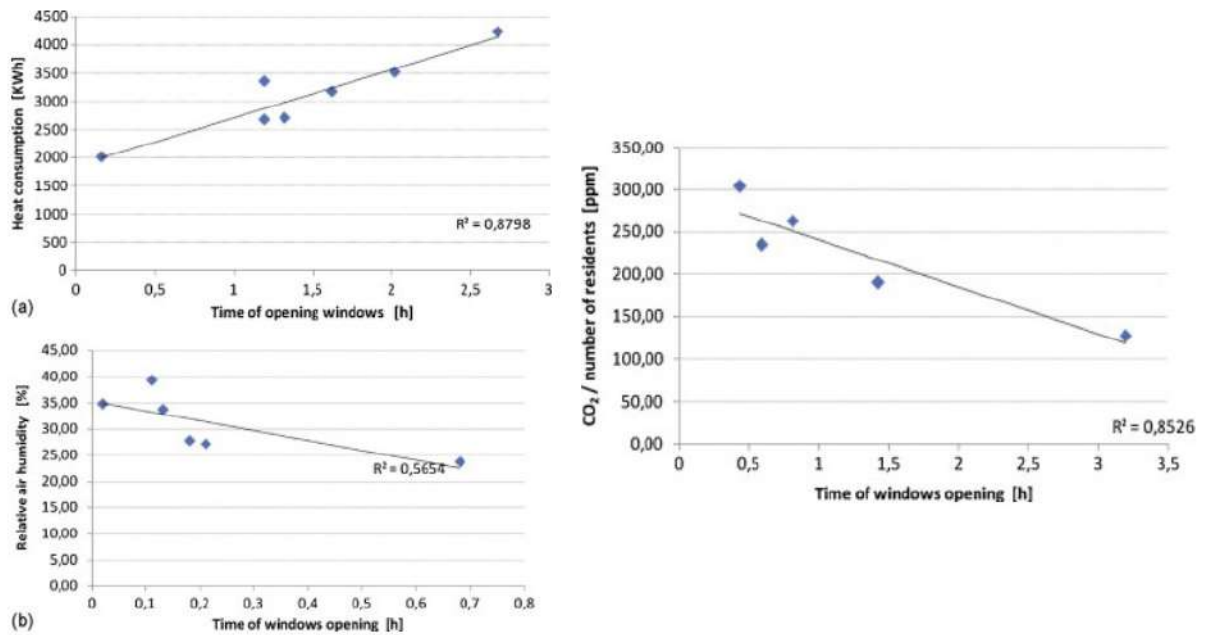 4500
4000
3500
3000
2500
2000
1500
1000
500
0
Heat consumption [KWh]
R² = 0,8798
0 0,5 1 1,5 2 2,5 3
Time of opening windows [h]
(a)
45,00
40,00
35,00
30,00
25,00
20,00
15,00
10,00
5,00
0,00
Relative air humidity [%]
R² = 0,5654
0 0,1 0,2 0,3 0,4 0,5 0,6 0,7 0,8
Time of windows opening [h]
(b)
350,00
300,00
250,00
200,00
150,00
100,00
50,00
0,00
CO₂ / number of residents [ppm]
R² = 0,8526
0 0,5 1 1,5 2 2,5 3 3,5
Time of windows opening [h]